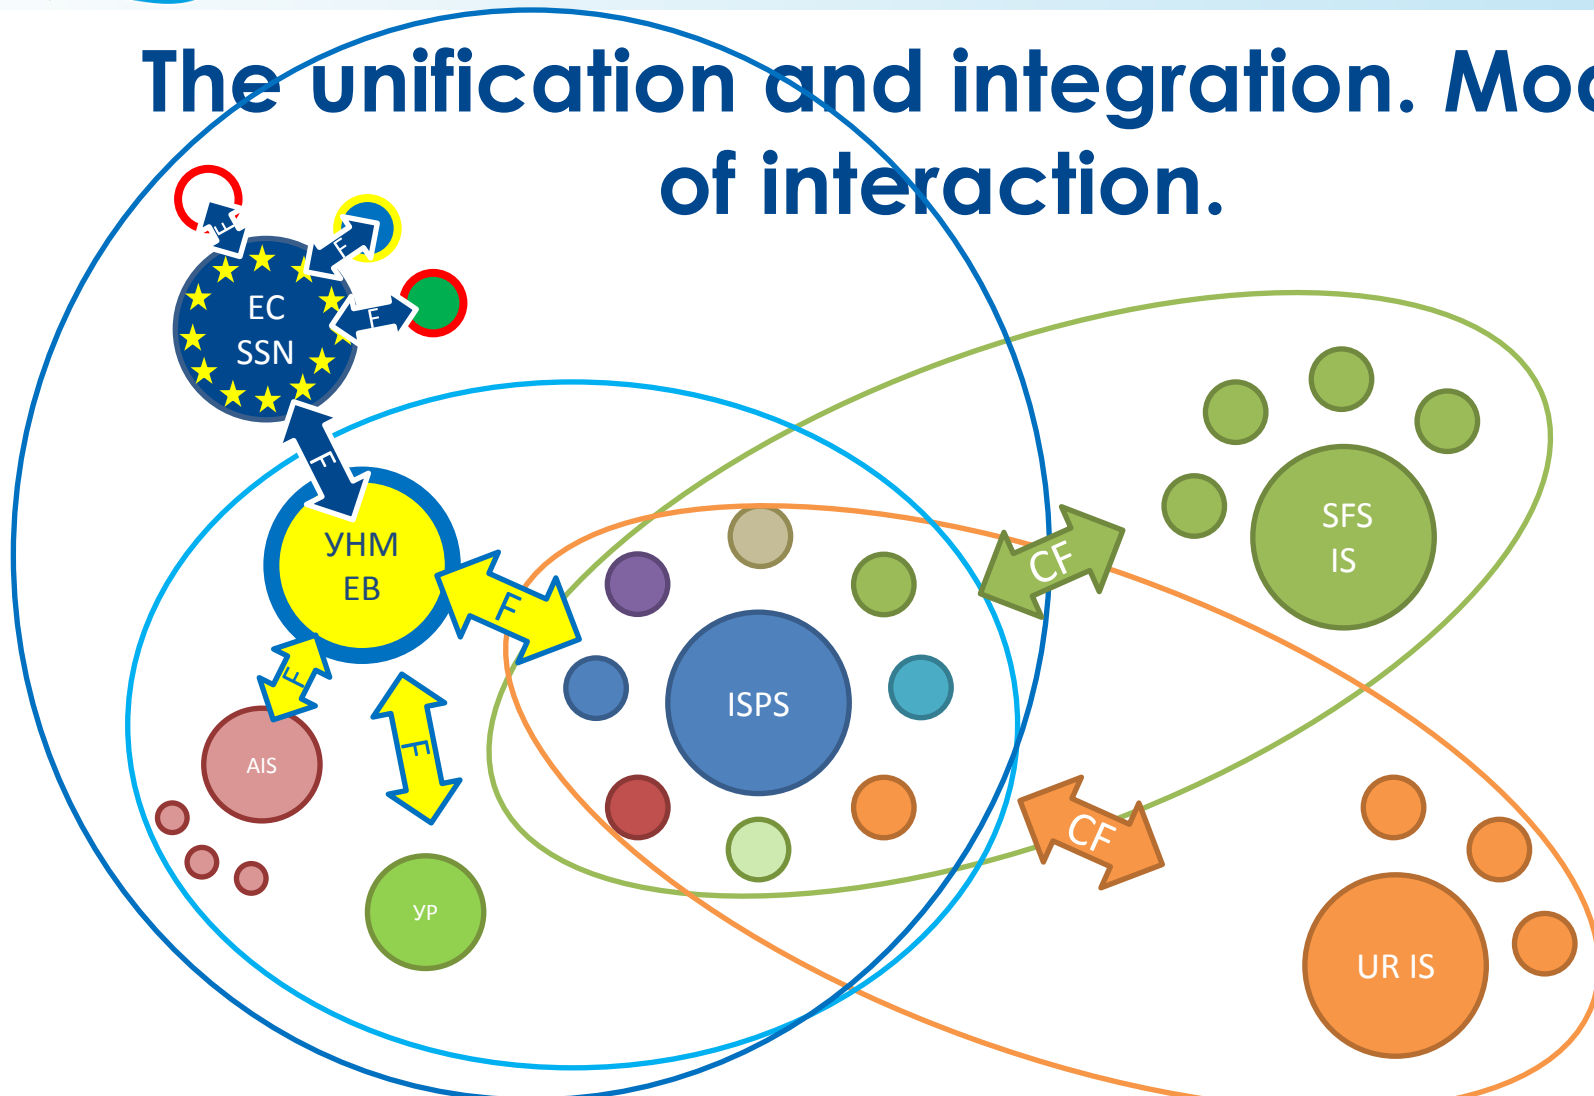 The unification and integration. Mod
of interaction.
F
F
F
EC
SSN
F
УНМ
ЕВ
F
F
F
AIS
УР
ISPS
CF
SFS
IS
CF
UR IS